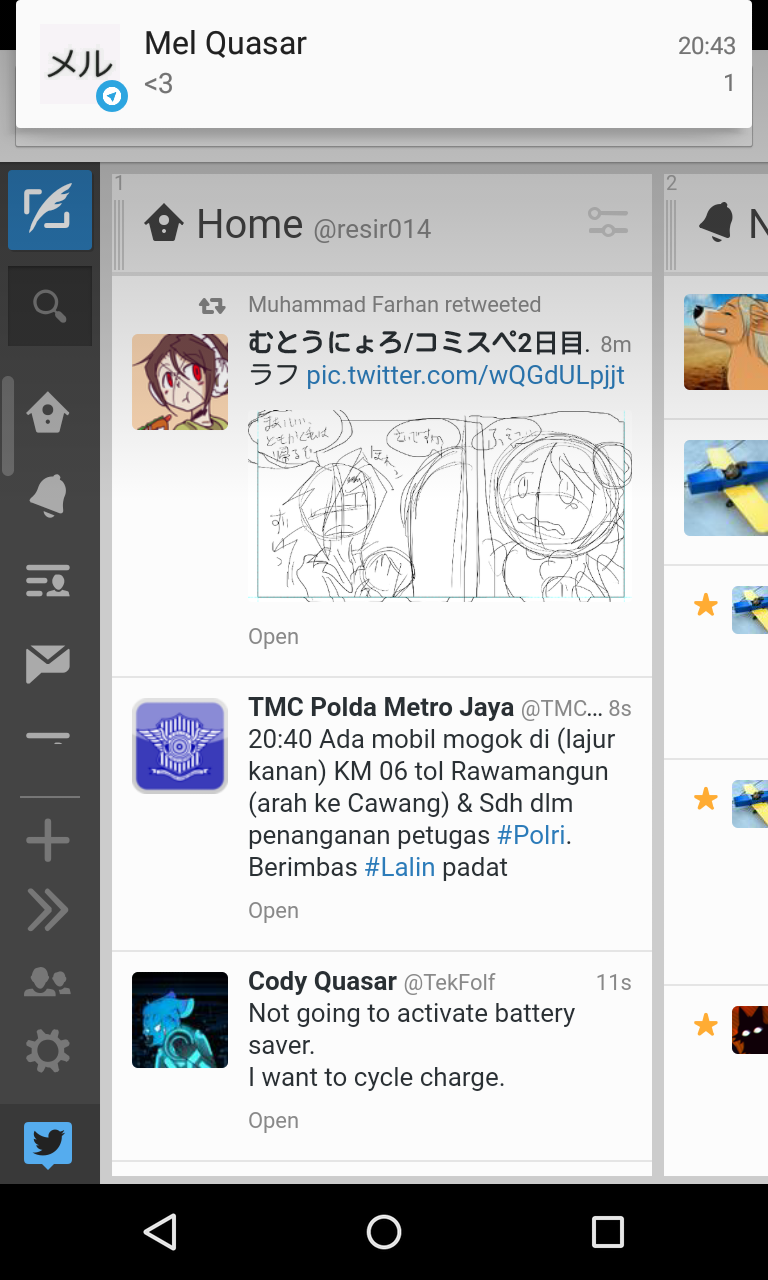 メル
Mel Quasar
20:43
<3
1
1
Home @resir014
2
N
Muhammad Farhan retweeted
むとうにょろ/コミスペ2日目. 8m
ラフ pic.twitter.com/wQGdULpjjt
Open
TMC Polda Metro Jaya @TMC... 8s
20:40 Ada mobil mogok di (lajur
kanan) KM 06 tol Rawamangun
(arah ke Cawang) & Sdh dlm
penanganan petugas #Polri.
Berimbas #Lalin padat
Open
Cody Quasar @TekFolf 11s
Not going to activate battery
saver.
I want to cycle charge.
Open